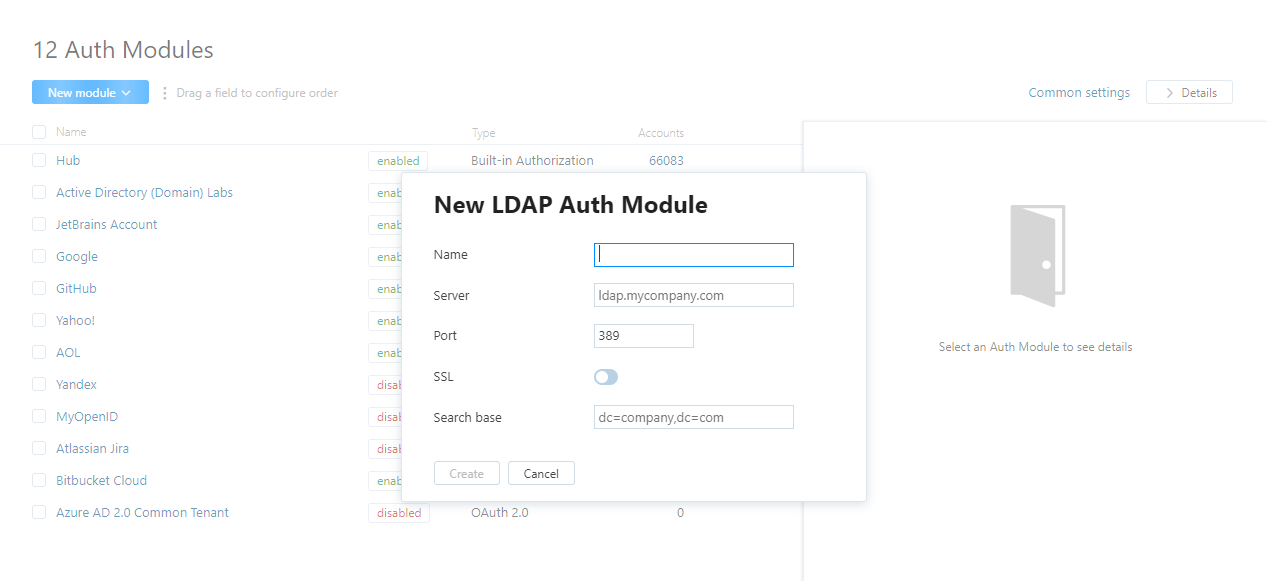 12 Auth Modules
New module
Drag a field to configure order
Common settings
Details
Name
Type
Accounts
Hub
enabled
Built-in Authorization
66083
Active Directory (Domain) Labs
enab
JetBrains Account
enab
Google
enab
GitHub
enab
Yahoo!
enab
AOL
enab
Yandex
disab
MyOpenID
disab
Atlassian Jira
disab
Bitbucket Cloud
enab
Azure AD 2.0 Common Tenant
disabled
OAuth 2.0
0
New LDAP Auth Module
Name
Server
ldap.mycompany.com
Port
389
SSL
Search base
dc=company,dc=com
Create
Cancel
Select an Auth Module to see details